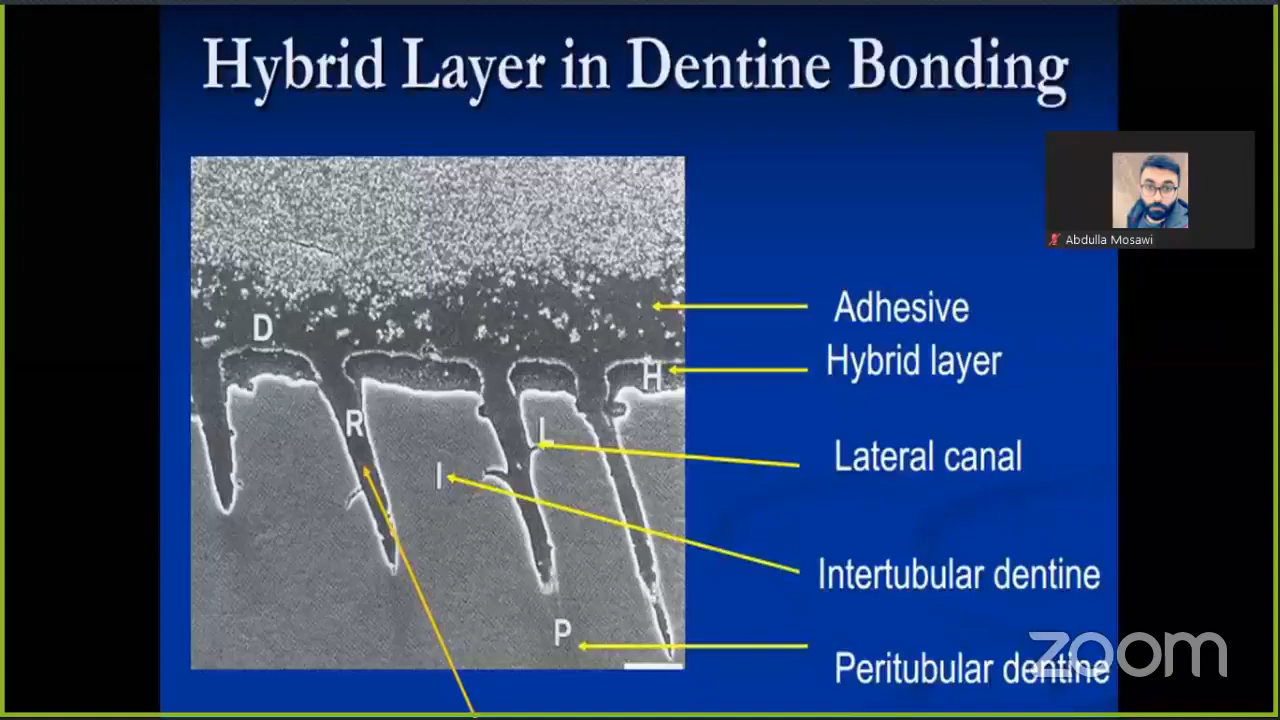 Hybrid Layer in Dentine Bonding
Abdulla Mosawi
D
R
I
L
H
P
Adhesive
Hybrid layer
Lateral canal
Intertubular dentine
Peritubular dentine
zoom